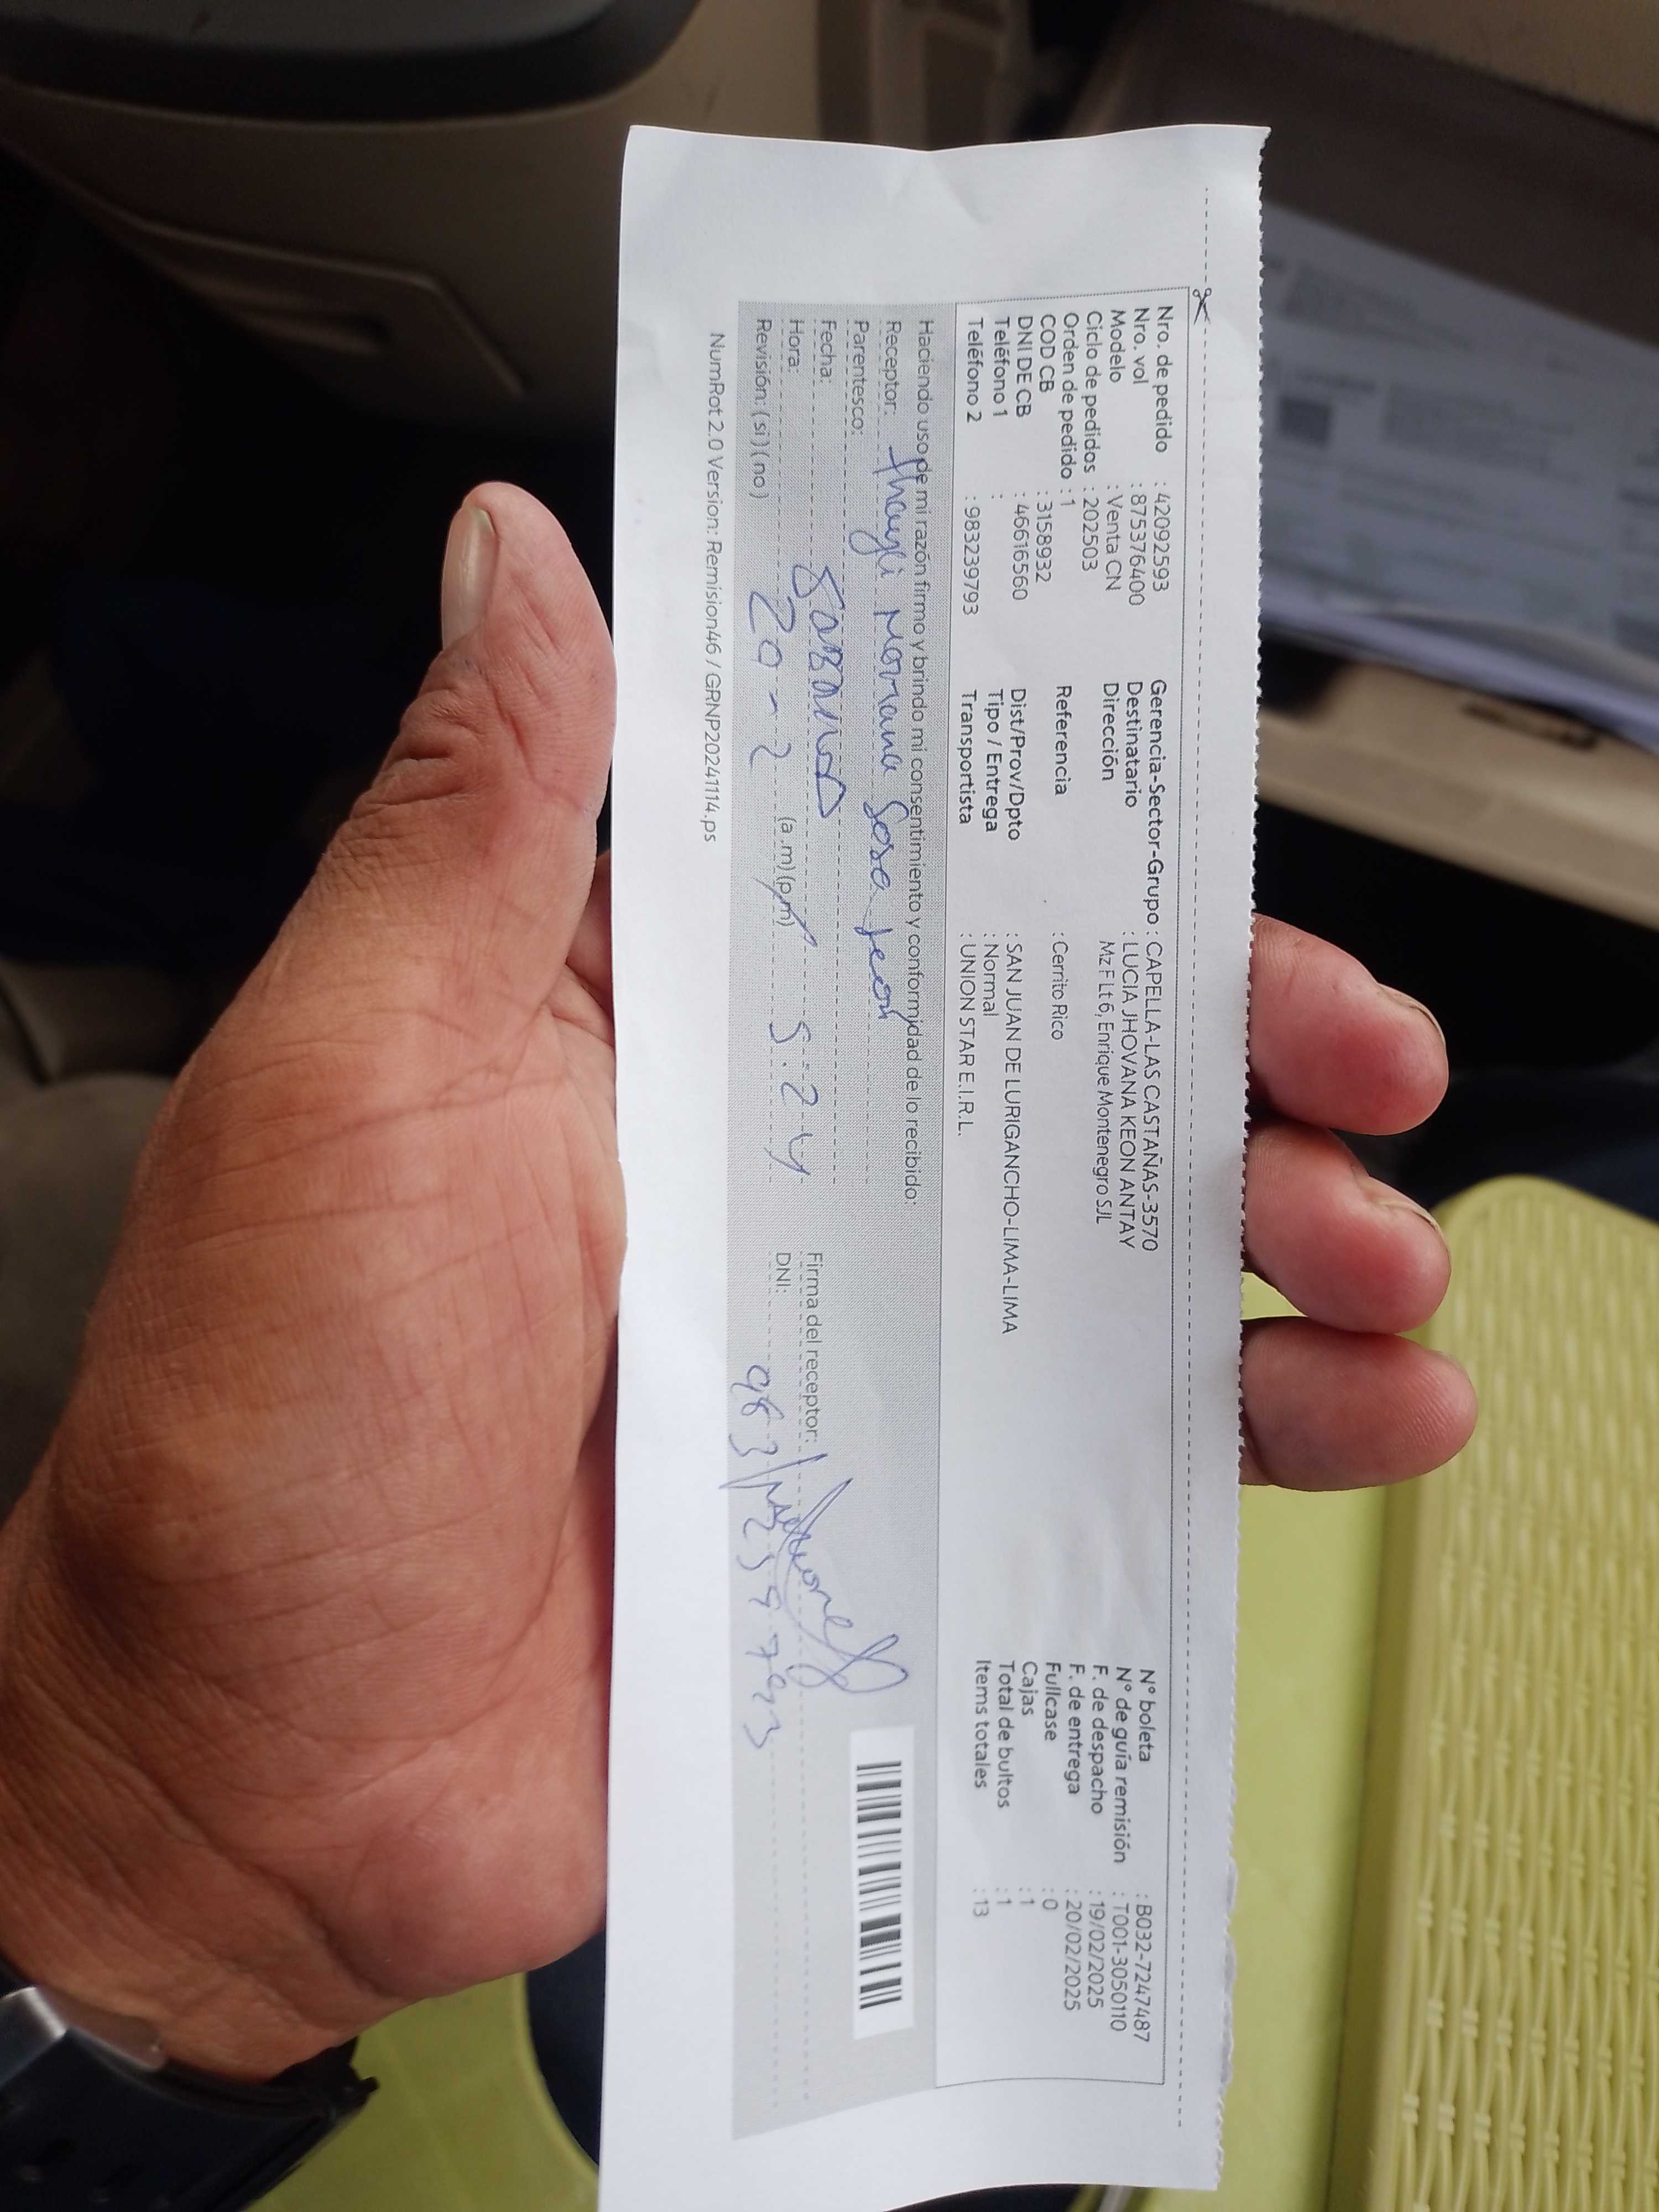 Nro. de pedido : 42092593 Gerencia-Sector-Grupo : CAPELLA-LAS CASTAÑAS-3570 N° boleta : B032-7247487
Nro. vol : 875376400 Destinatario : LUCIA JHOVANA KEON ANTAY N° de guía remisión : T001-3050110
Modelo : Venta CN Dirección Mz F Lt 6, Enrique Montenegro SJL F. de despacho : 19/02/2025
Ciclo de pedidos : 202503 F. de entrega : 20/02/2025
Orden de pedido : 1 Referencia : Cerrito Rico Fullcase : 0
COD CB : 3158932 Cajas : 1
DNI DE CB : 46616560 Dist/Prov/Dpto : SAN JUAN DE LURIGANCHO-LIMA-LIMA Total de bultos : 1
Teléfono 1 : Tipo / Entrega : Normal Items totales : 13
Teléfono 2 : 983239793 Transportista : UNION STAR E.I.R.L.
Haciendo uso de mi razón firmo y brindo mi consentimiento y conformidad de lo recibido:
Receptor: Sosa
Parentesco:
Fecha:
Hora: 20-2 (a.m)(pm) 5:24
Firma del receptor:
Revisión: (si)(no) DNI: 983239793
NumRot 2.0 Version: Remision46 / GRNP20241114.ps